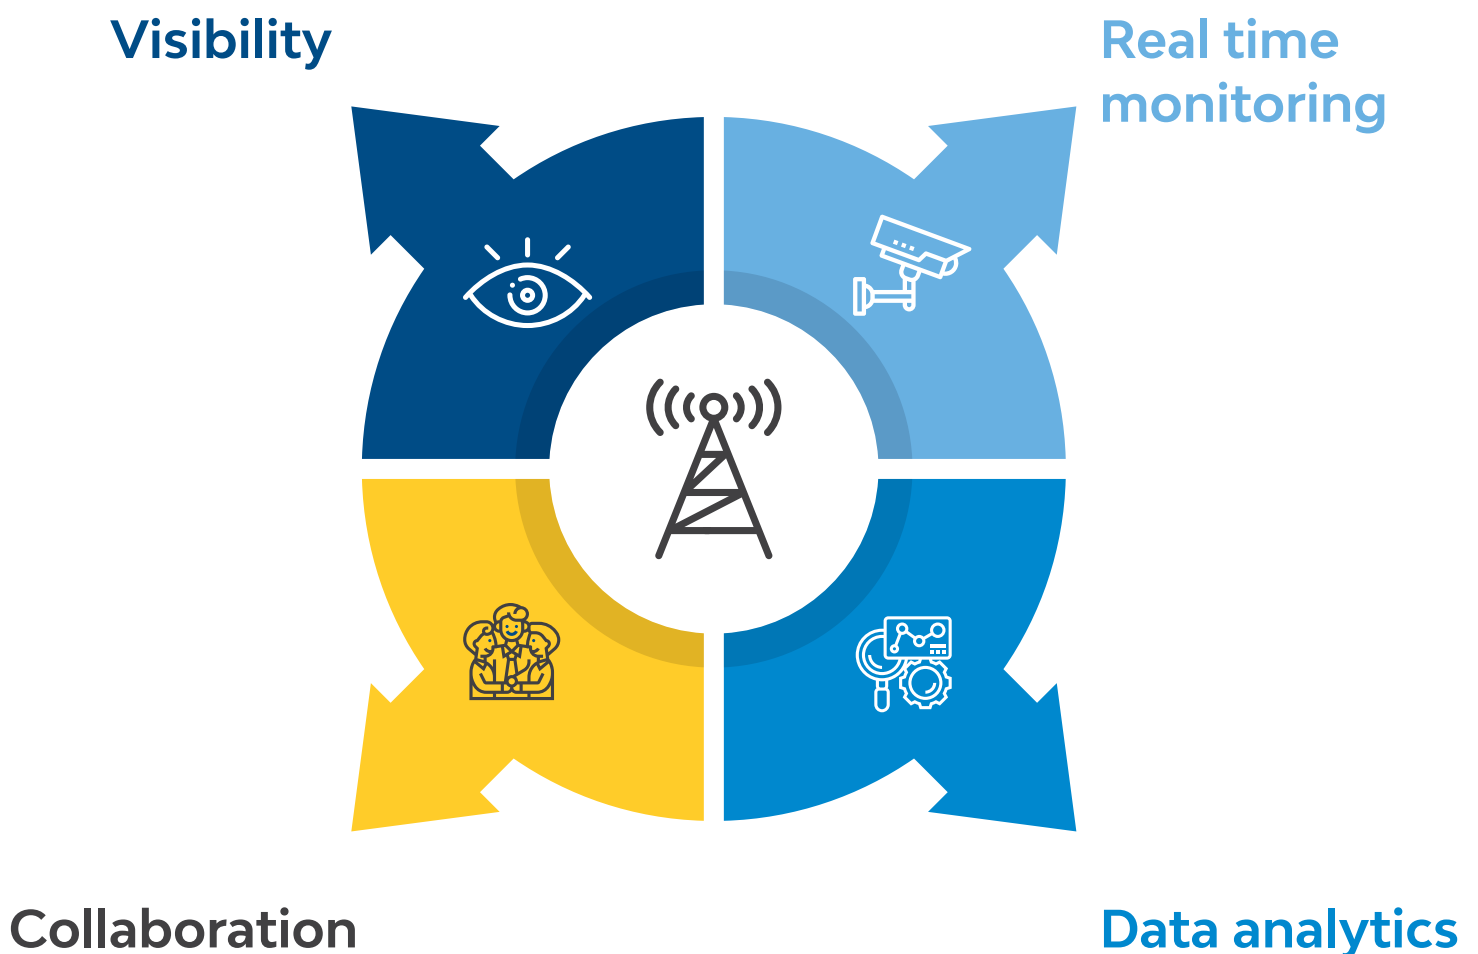 Visibility
Real time
monitoring
Collaboration
Data analytics